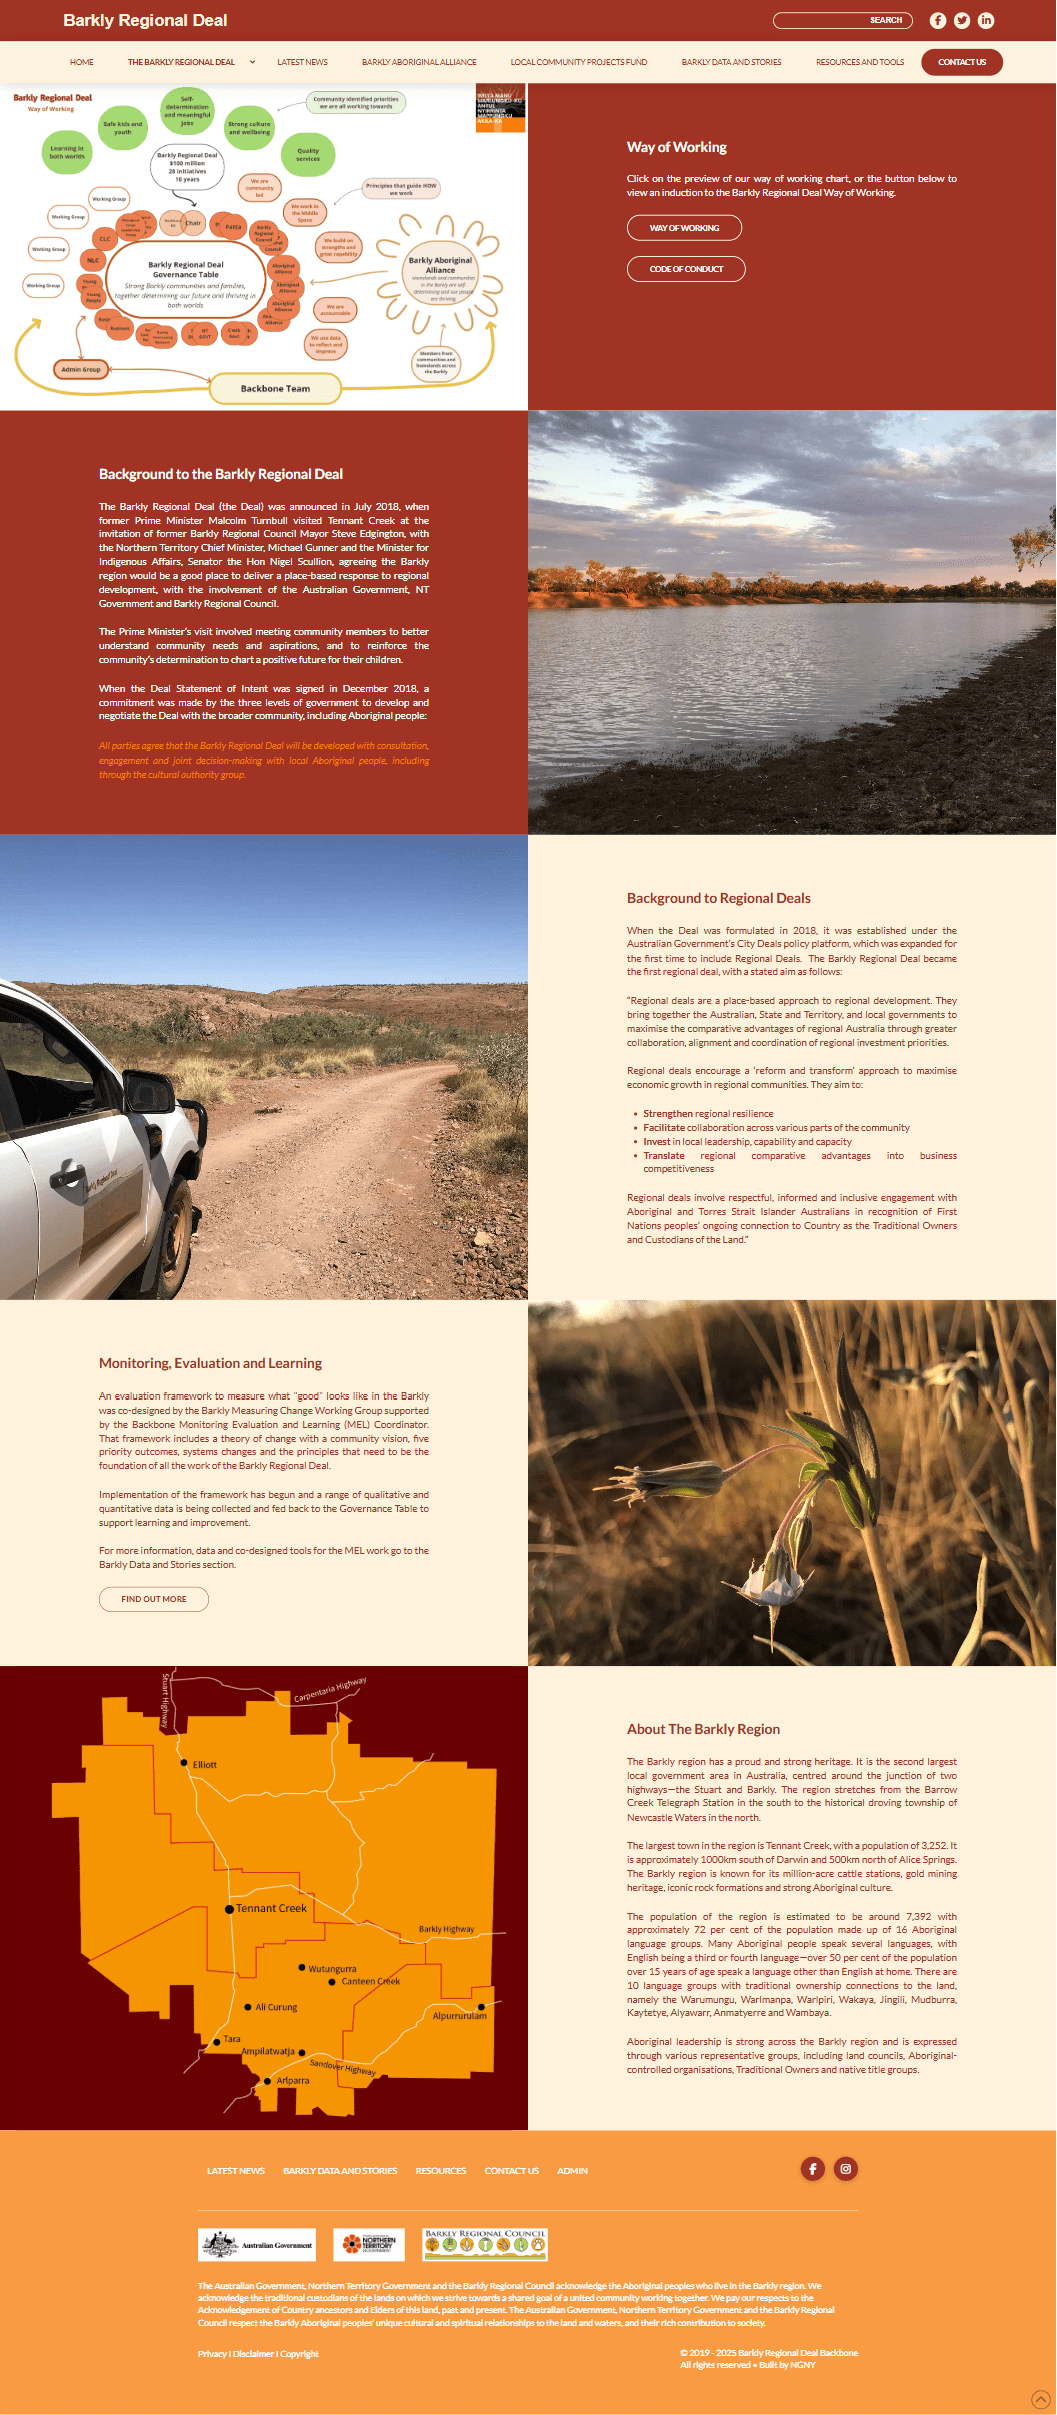 Barkly Regional Deal
SEARCH
HOME
THE BARKLY REGIONAL DEAL
LATEST NEWS
BARKLY ABORIGINAL ALLIANCE
LOCAL COMMUNITY PROJECTS FUND
BARKLY DATA AND STORIES
RESOURCES AND TOOLS
CONTACT US
Barkly Regional Deal
Way of Working
Learning in
both worlds
Safe kids and
youth
Self-
determination
and meaningful
jobs
Strong culture
and wellbeing
Quality
services
Community identified priorities
we are all working towards
Barkly Regional Deal
$100 million
28 initiatives
10 years
Principles that guide HOW
we work
We are
community
led
We work in
the Middle
Space
We build on
strengths and
grow capability
We are
accountable
We use data
to reflect and
improve
Working Group
Working Group
Working Group
Working Group
CLC
NLC
Young
People
Business
Chair
Patta
Barkly
Regional
Council
Aboriginal
Alliance
Aboriginal
Alliance
Aboriginal
Alliance
Alliance
Barkly Regional Deal
Governance Table
Strong Barkly communities and families,
together determining our future and thriving in
both worlds
Barkly Aboriginal
Alliance
Homelands and communities
in the Barkly are self-
determining and our people
are thriving.
Members from
communities and
homelands across
the Barkly
Admin Group
Backbone Team
Way of Working
Click on the preview of our way of working chart, or the button below to
view an induction to the Barkly Regional Deal Way of Working.
WAY OF WORKING
CODE OF CONDUCT
Background to the Barkly Regional Deal
The Barkly Regional Deal (the Deal) was announced in July 2018, when
former Prime Minister Malcolm Turnbull visited Tennant Creek at the
invitation of former Barkly Regional Council Mayor Steve Edgington, with
the Northern Territory Chief Minister, Michael Gunner and the Minister for
Indigenous Affairs, Senator the Hon Nigel Scullion, agreeing the Barkly
region would be a good place to deliver a place-based response to regional
development, with the involvement of the Australian Government, NT
Government and Barkly Regional Council.
The Prime Minister's visit involved meeting community members to better
understand community needs and aspirations, and to reinforce the
community's determination to chart a positive future for their children.
When the Deal Statement of Intent was signed in December 2018, a
commitment was made by the three levels of government to develop and
negotiate the Deal with the broader community, including Aboriginal people:
All parties agree that the Barkly Regional Deal will be developed with consultation,
engagement and joint decision-making with local Aboriginal people, including
through the cultural authority group.
Barkly Regional Deal
Background to Regional Deals
When the Deal was formulated in 2018, it was established under the
Australian Government's City Deals policy platform, which was expanded for
the first time to include Regional Deals. The Barkly Regional Deal became
the first regional deal, with a stated aim as follows:
"Regional deals are a place-based approach to regional development. They
bring together the Australian, State and Territory, and local governments to
maximise the comparative advantages of regional Australia through greater
collaboration, alignment and coordination of regional investment priorities.
Regional deals encourage a 'reform and transform' approach to maximise
economic growth in regional communities. They aim to:
• Strengthen regional resilience
• Facilitate collaboration across various parts of the community
• Invest in local leadership, capability and capacity
• Translate regional comparative advantages into business
competitiveness
Regional deals involve respectful, informed and inclusive engagement with
Aboriginal and Torres Strait Islander Australians in recognition of First
Nations peoples' ongoing connection to Country as the Traditional Owners
and Custodians of the Land."
Monitoring, Evaluation and Learning
An evaluation framework to measure what "good" looks like in the Barkly
was co-designed by the Barkly Measuring Change Working Group supported
by the Backbone Monitoring Evaluation and Learning (MEL) Coordinator.
That framework includes a theory of change with a community vision, five
priority outcomes, systems changes and the principles that need to be the
foundation of all the work of the Barkly Regional Deal.
Implementation of the framework has begun and a range of qualitative and
quantitative data is being collected and fed back to the Governance Table to
support learning and improvement.
For more information, data and co-designed tools for the MEL work go to the
Barkly Data and Stories section.
FIND OUT MORE
Stuart Highway
Carpentaria Highway
Elliott
Tennant Creek
Barkly Highway
Wutungurra
Canteen Creek
Ali Curung
Alpurrurulam
Tara
Ampilatwatja
Sandover Highway
Arlparra
About The Barkly Region
The Barkly region has a proud and strong heritage. It is the second largest
local government area in Australia, centred around the junction of two
highways—the Stuart and Barkly. The region stretches from the Barrow
Creek Telegraph Station in the south to the historical droving township of
Newcastle Waters in the north.
The largest town in the region is Tennant Creek, with a population of 3,252. It
is approximately 1000km south of Darwin and 500km north of Alice Springs.
The Barkly region is known for its million-acre cattle stations, gold mining
heritage, iconic rock formations and strong Aboriginal culture.
The population of the region is estimated to be around 7,392 with
approximately 72 per cent of the population made up of 16 Aboriginal
language groups. Many Aboriginal people speak several languages, with
English being a third or fourth language—over 50 per cent of the population
over 15 years of age speak a language other than English at home. There are
10 language groups with traditional ownership connections to the land,
namely the Warumungu, Warlmanpa, Warlpiri, Wakaya, Jingili, Mudburra,
Kaytetye, Alyawarr, Anmatyerre and Wambaya.
Aboriginal leadership is strong across the Barkly region and is expressed
through various representative groups, including land councils, Aboriginal-
controlled organisations, Traditional Owners and native title groups.
LATEST NEWS
BARKLY DATA AND STORIES
RESOURCES
CONTACT US
ADMIN
Australian Government
NORTHERN
TERRITORY
GOVERNMENT
BARKLY REGIONAL COUNCIL
The Australian Government, Northern Territory Government and the Barkly Regional Council acknowledge the Aboriginal peoples who live in the Barkly region. We
acknowledge the traditional custodians of the lands on which we strive towards a shared goal of a united community working together. We pay our respects to the
Acknowledgement of Country ancestors and Elders of this land, past and present. The Australian Government, Northern Territory Government and the Barkly Regional
Council respect the Barkly Aboriginal peoples' unique cultural and spiritual relationships to the land and waters, and their rich contribution to society.
Privacy I Disclaimer I Copyright
© 2019 - 2025 Barkly Regional Deal Backbone
All rights reserved • Built by NGNY